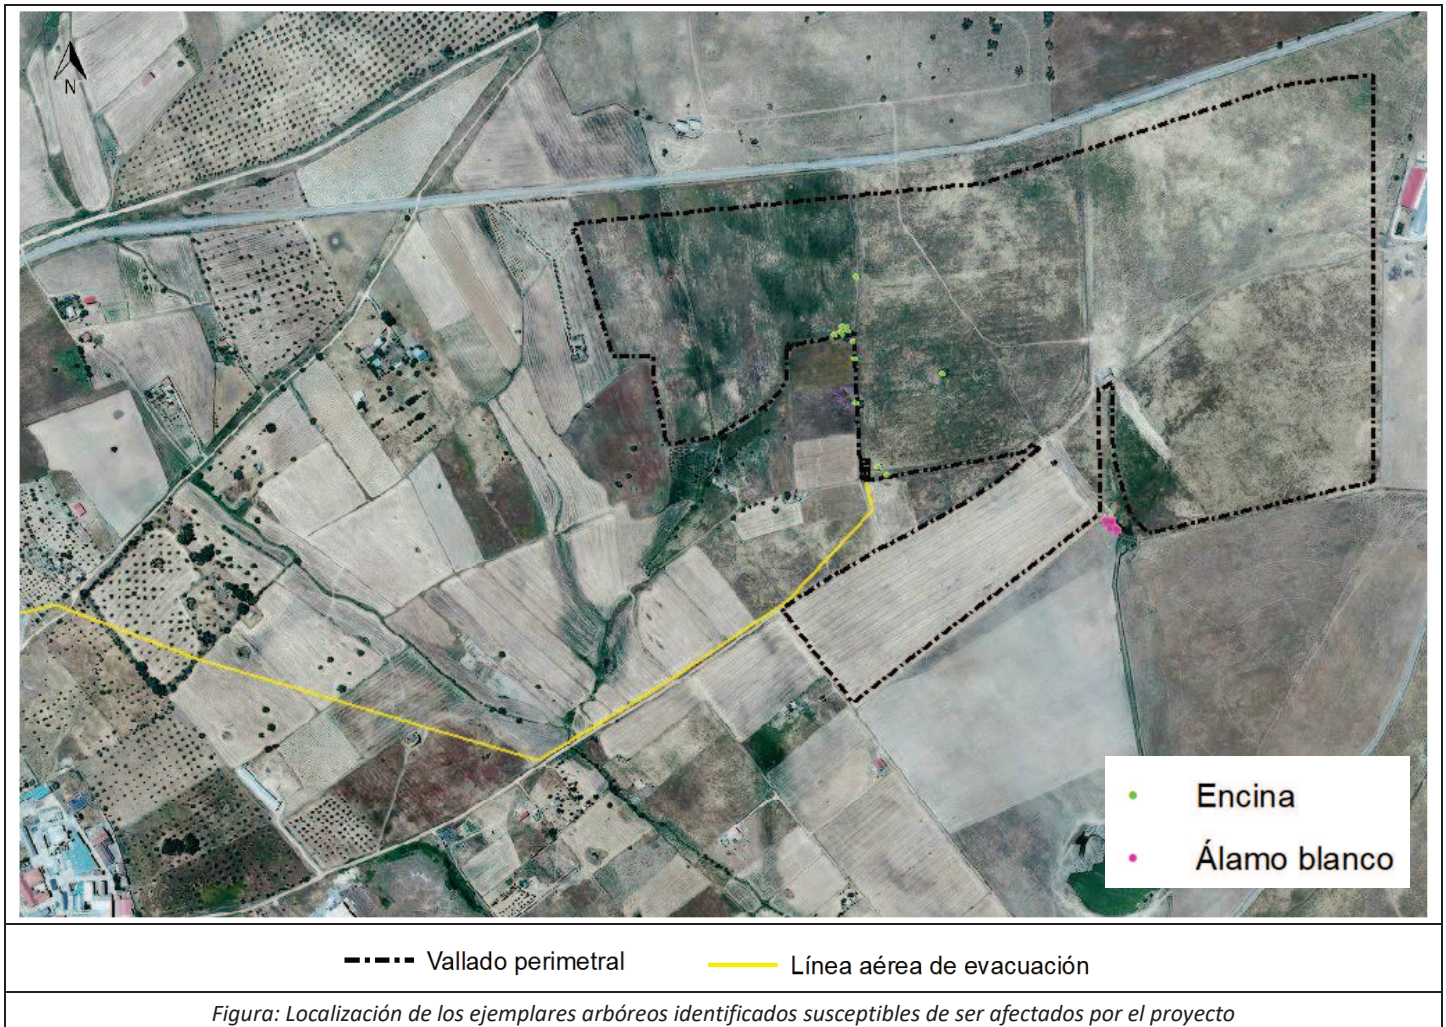 N
Encina
Álamo blanco
Vallado perimetral
Línea aérea de evacuación
Figura: Localización de los ejemplares arbóreos identificados susceptibles de ser afectados por el proyecto